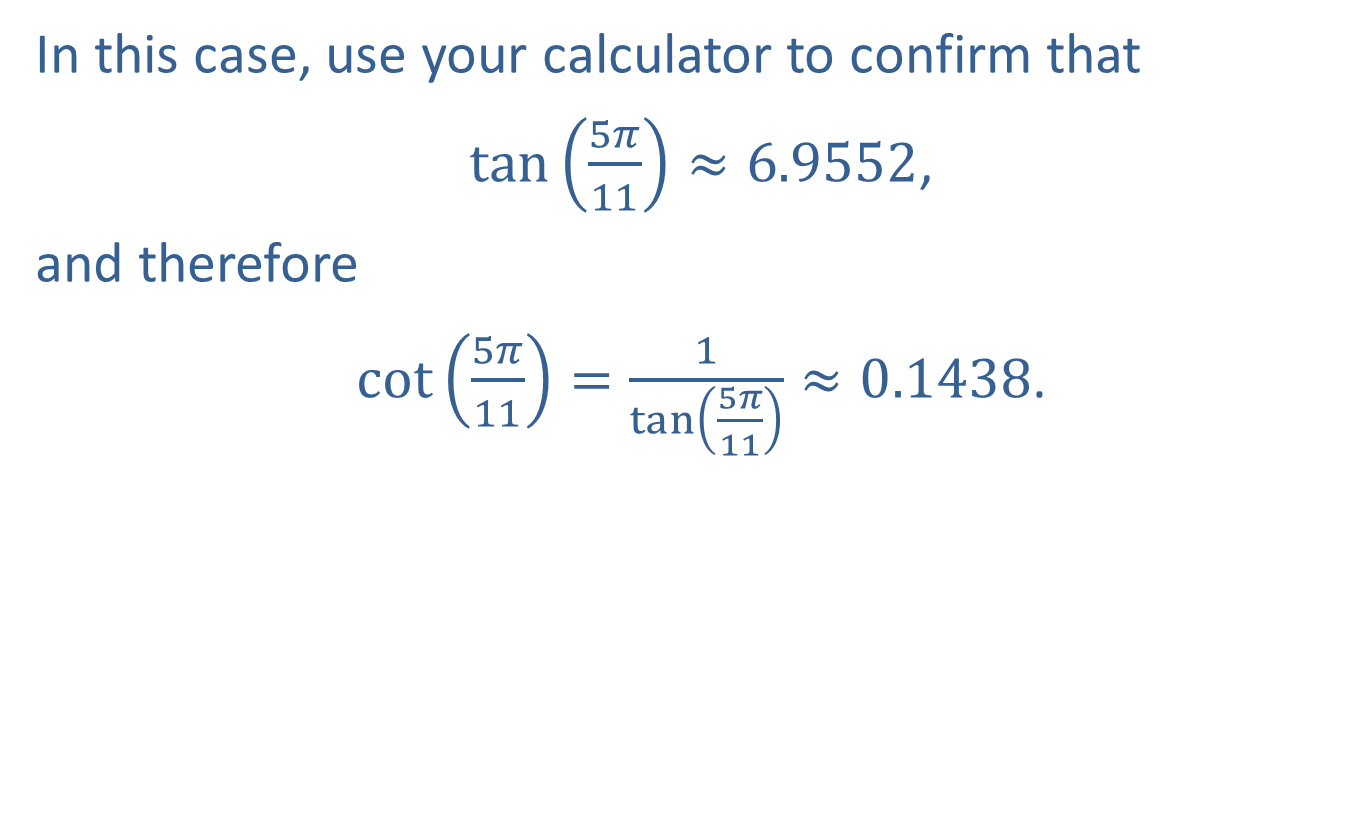 In this case, use your calculator to confirm that
tan(5π/11) ≈ 6.9552,
and therefore
cot(5π/11) = 1/tan(5π/11) ≈ 0.1438.